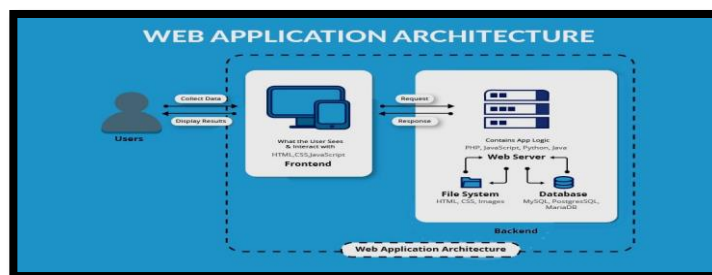 WEB APPLICATION ARCHITECTURE
Collect Data
Display Results
Users
What the User Sees
& Interact with
HTML,CSS,JavaScript
Frontend
Request
Response
Contains App Logic
PHP, JavaScript, Python, Java
Web Server
File System
HTML, CSS, Images
Database
MySQL, PostgreSQL,
MariaDB
Backend
Web Application Architecture